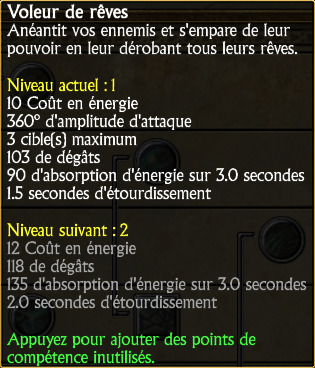 Voleur de rêves
Anéantit vos ennemis et s'empare de leur
pouvoir en leur dérobant tous leurs rêves.
Niveau actuel : 1
10 Coût en énergie
360° d'amplitude d'attaque
3 cible(s) maximum
103 de dégâts
90 d'absorption d'énergie sur 3.0 secondes
1.5 secondes d'étourdissement
Niveau suivant : 2
12 Coût en énergie
118 de dégâts
135 d'absorption d'énergie sur 3.0 secondes
2.0 secondes d'étourdissement
Appuyez pour ajouter des points de
compétence inutilisés.